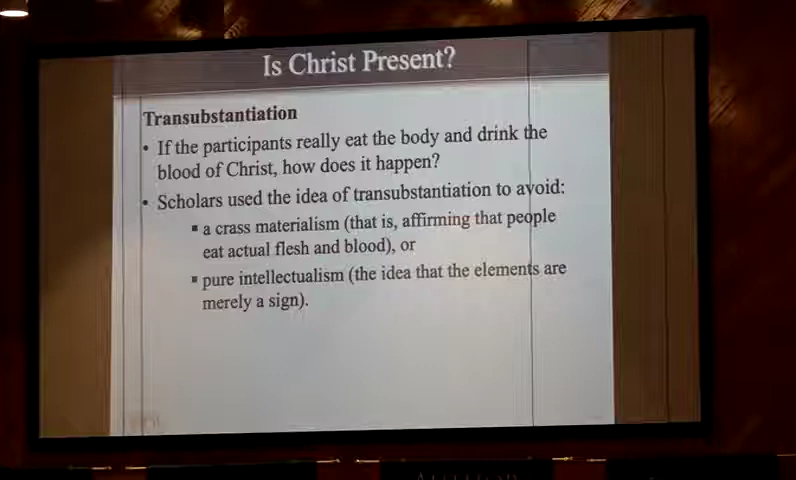 Is Christ Present?
Transubstantiation
• If the participants really eat the body and drink the
blood of Christ, how does it happen?
• Scholars used the idea of transubstantiation to avoid:
▪ a crass materialism (that is, affirming that people
eat actual flesh and blood), or
▪ pure intellectualism (the idea that the elements are
merely a sign).